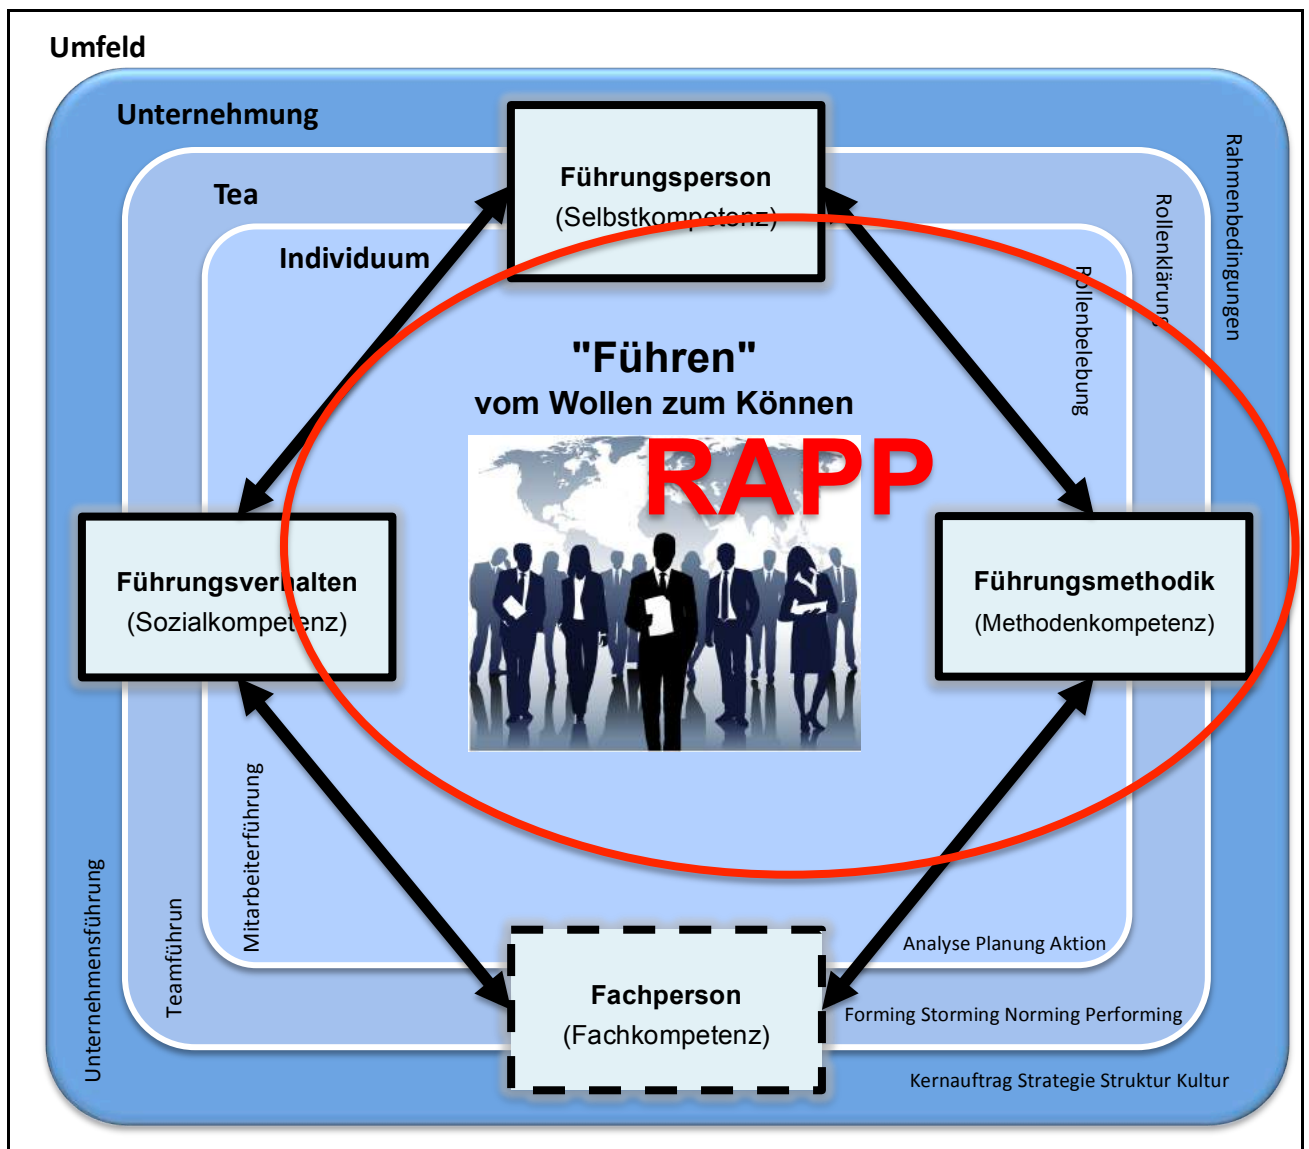 Umfeld
Unternehmung
Tea
Individuum
Führungsperson
(Selbstkompetenz)
"Führen"
vom Wollen zum Können
RAPP
Führungsverhalten
(Sozialkompetenz)
Führungsmethodik
(Methodenkompetenz)
Fachperson
(Fachkompetenz)
Rollenbelebung
Rollenklärung
Rahmenbedingungen
Unternehmensführung
Teamführun
Mitarbeiterführung
Analyse Planung Aktion
Forming Storming Norming Performing
Kernauftrag Strategie Struktur Kultur